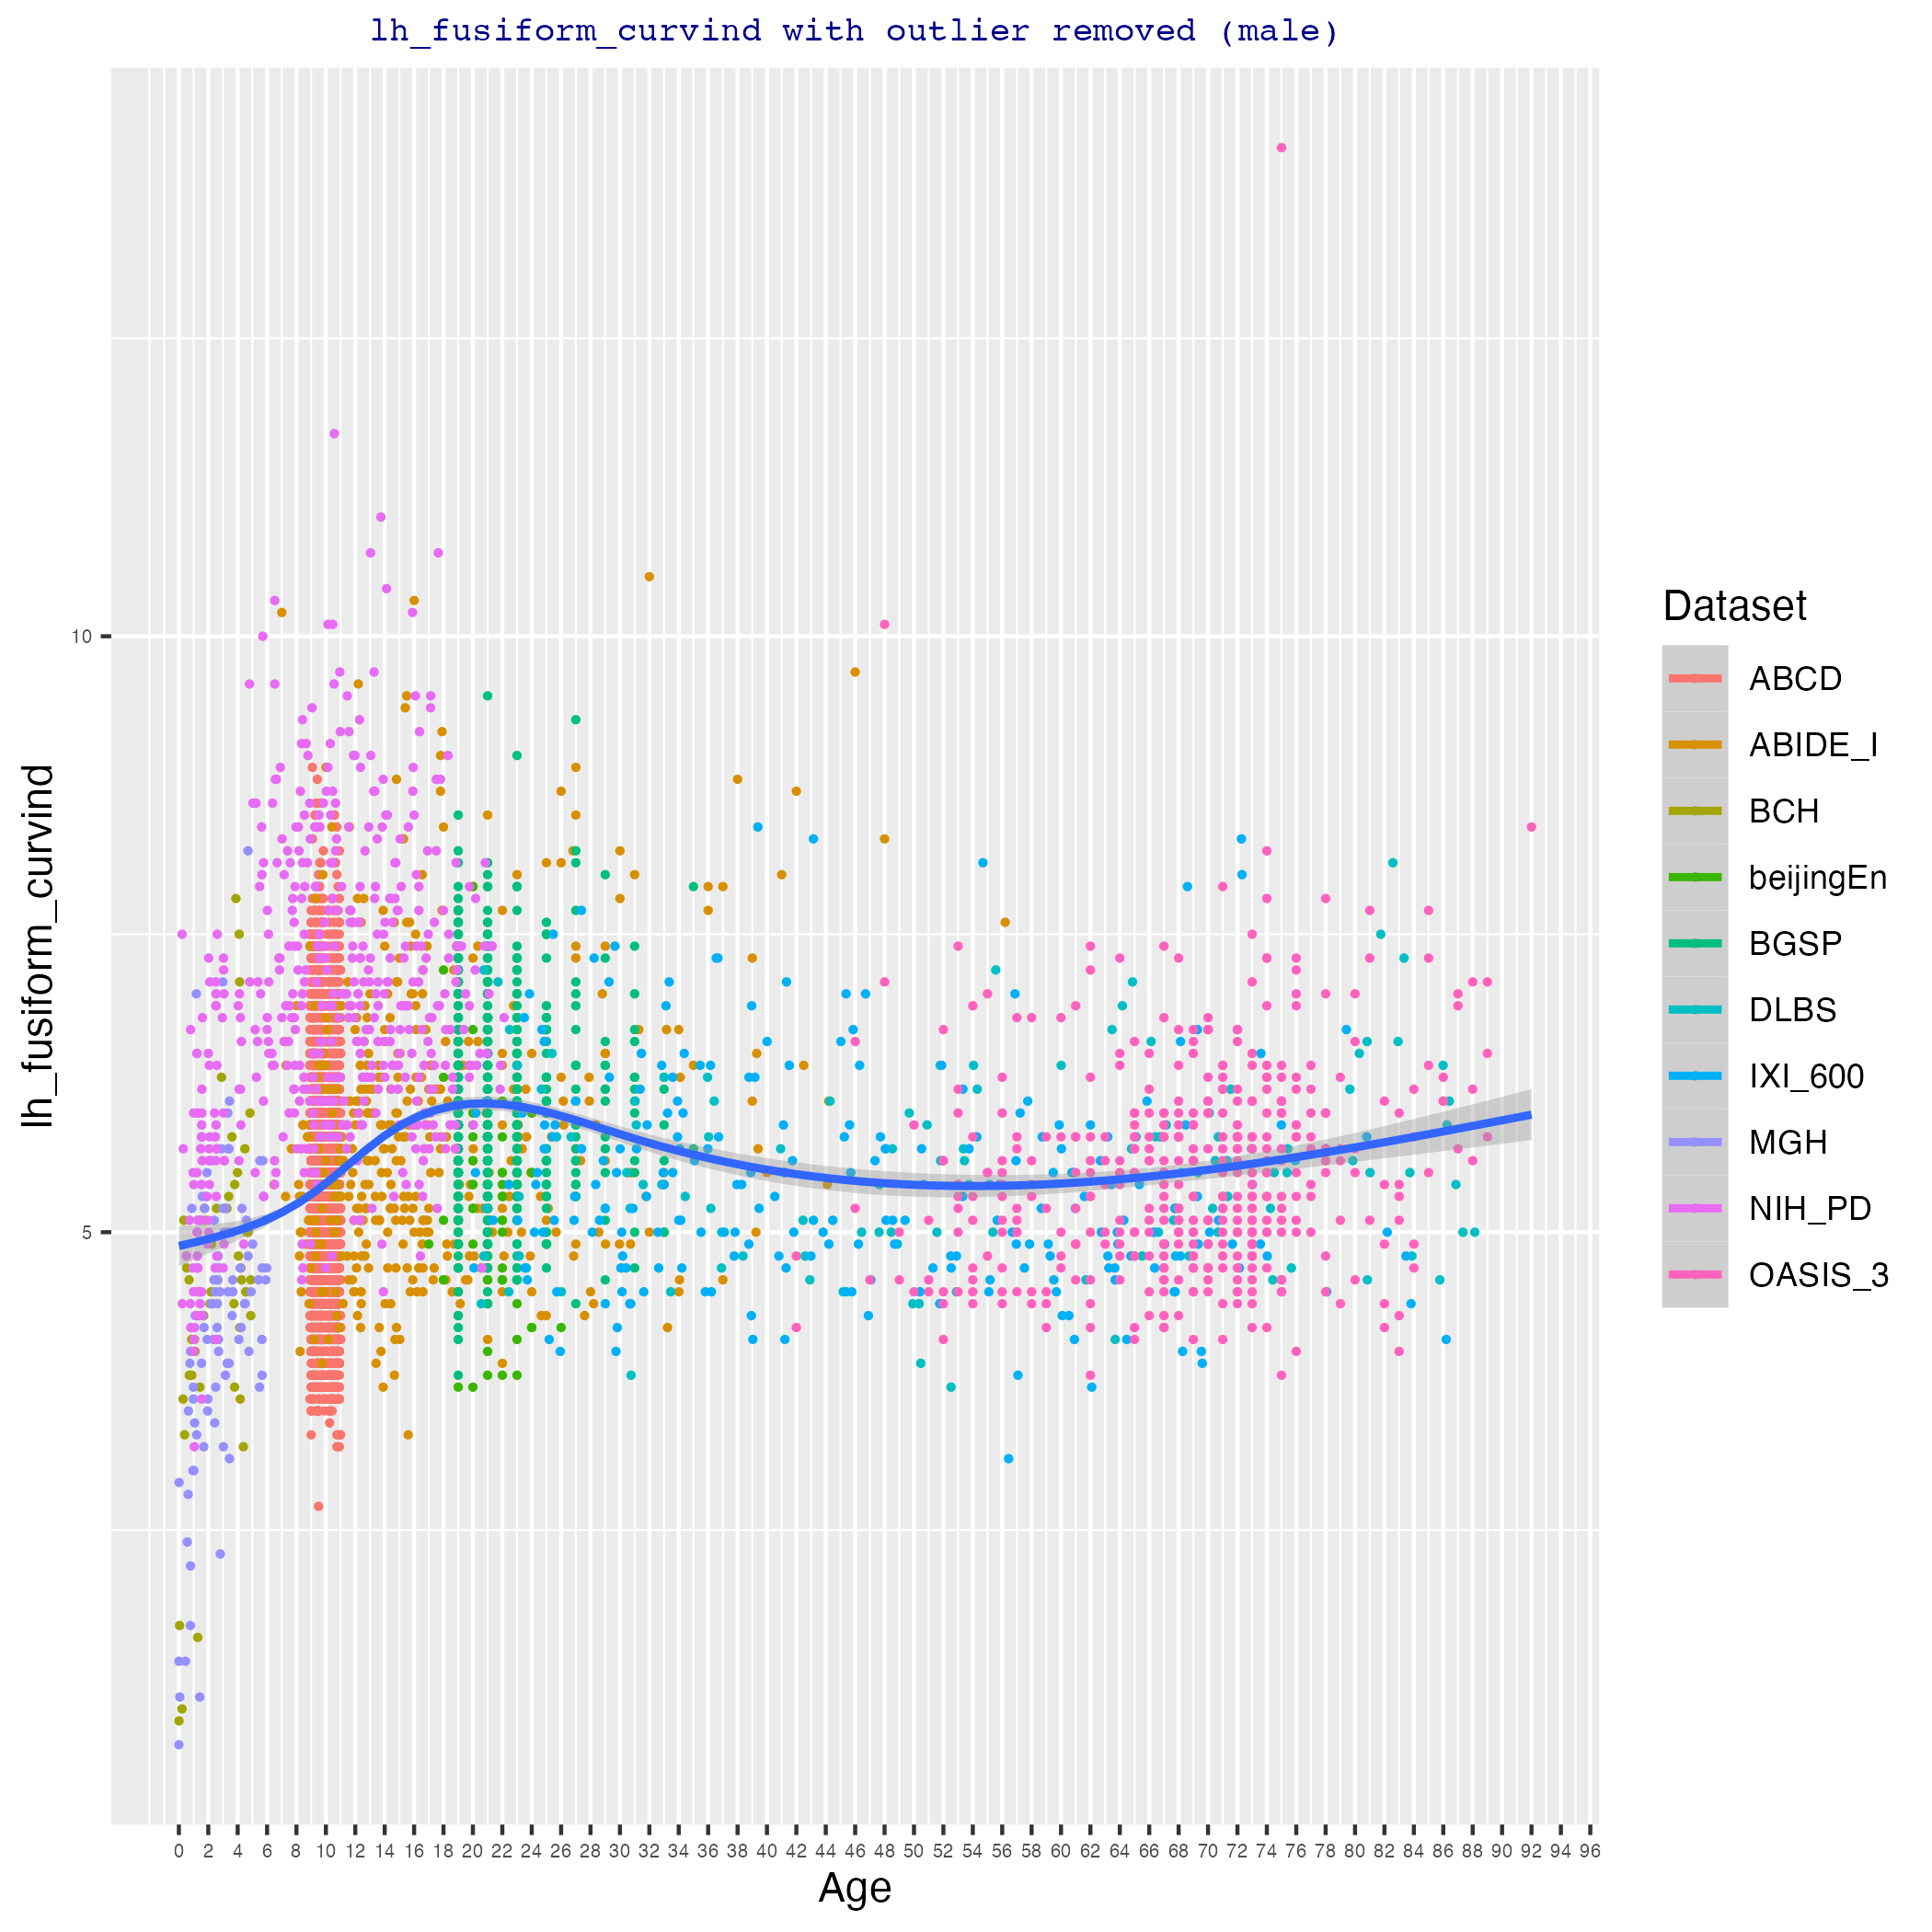 lh_fusiform_curvind with outlier removed (male)
lh_fusiform_curvind
10
5
0 2 4 6 8 10 12 14 16 18 20 22 24 26 28 30 32 34 36 38 40 42 44 46 48 50 52 54 56 58 60 62 64 66 68 70 72 74 76 78 80 82 84 86 88 90 92 94 96
Age
Dataset
ABCD
ABIDE_I
BCH
beijingEn
BGSP
DLBS
IXI_600
MGH
NIH_PD
OASIS_3